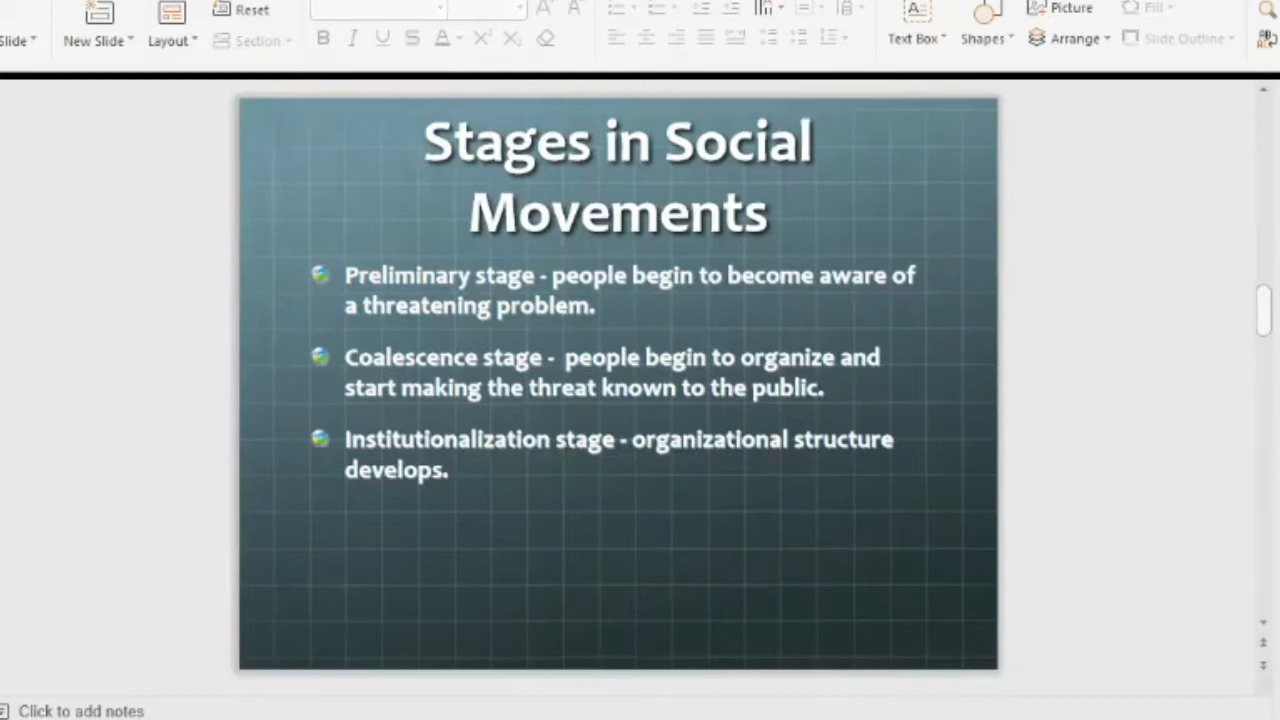 Reset
Picture
Fill
Slide
New Slide
Layout
Section
B I U S A X² X₂
Text Box
Shapes
Arrange
Slide Outline
Stages in Social
Movements
Preliminary stage - people begin to become aware of
a threatening problem.
Coalescence stage -  people begin to organize and
start making the threat known to the public.
Institutionalization stage - organizational structure
develops.
Click to add notes